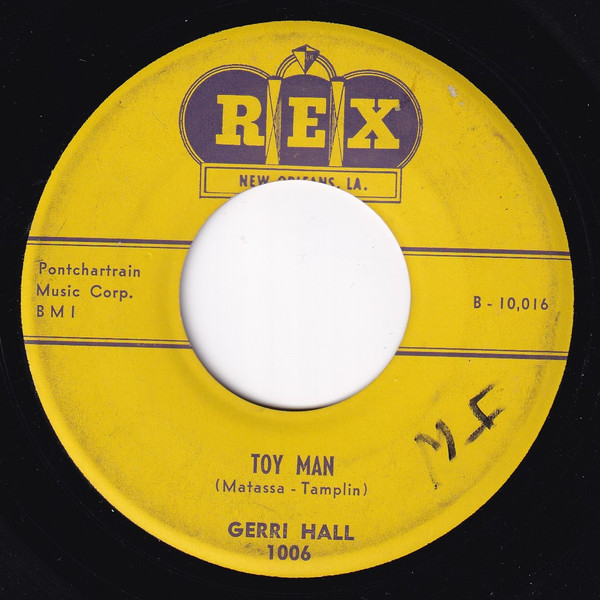 REX
NEW ORLEANS, LA.
Pontchartrain
Music Corp.
BMI
B - 10,016
TOY MAN
(Matassa - Tamplin)
GERRI HALL
1006